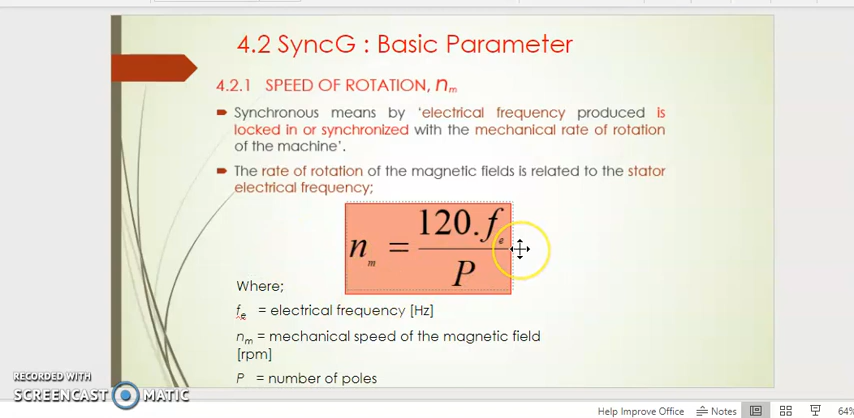 4.2 SyncG : Basic Parameter
4.2.1 SPEED OF ROTATION, nm
Synchronous means by ‘electrical frequency produced is
locked in or synchronized with the mechanical rate of rotation
of the machine’.
The rate of rotation of the magnetic fields is related to the stator
electrical frequency;
nm = 120.fe / P
Where;
fe = electrical frequency [Hz]
nm = mechanical speed of the magnetic field
[rpm]
P = number of poles
RECORDED WITH
SCREENCAST MATIC
Help Improve Office Notes 64%